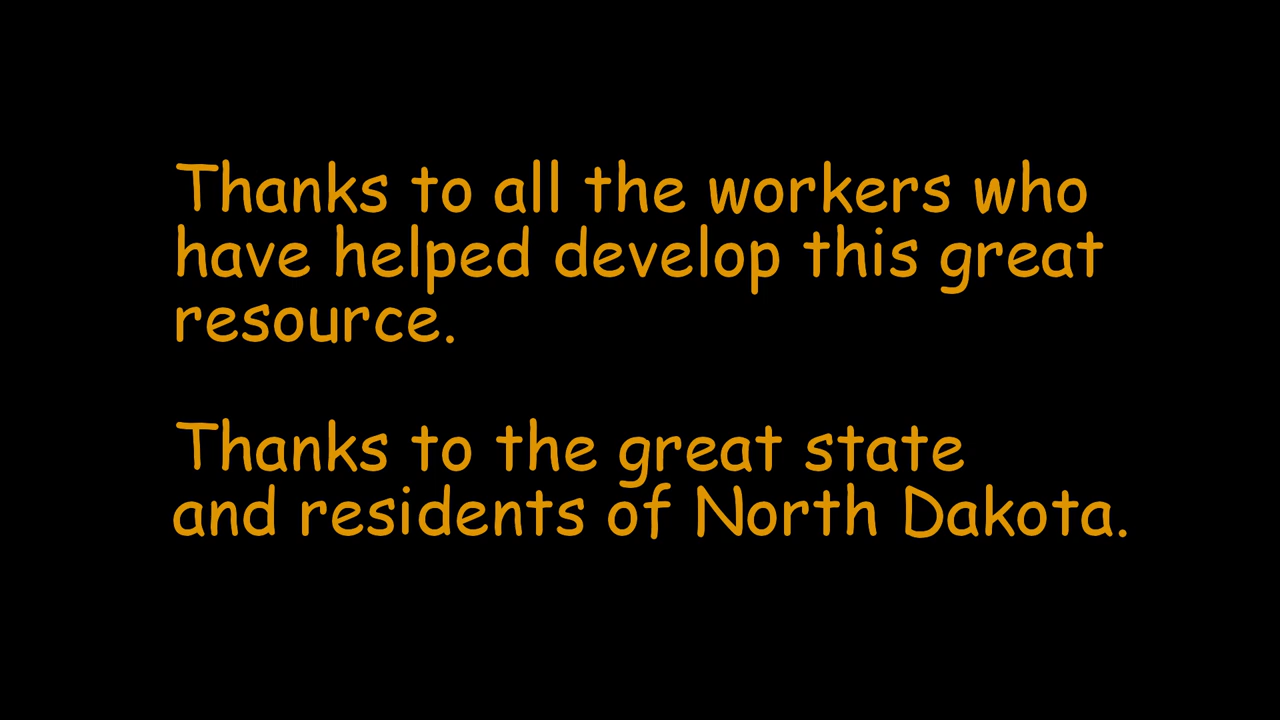 Thanks to all the workers who
have helped develop this great
resource.
Thanks to the great state
and residents of North Dakota.